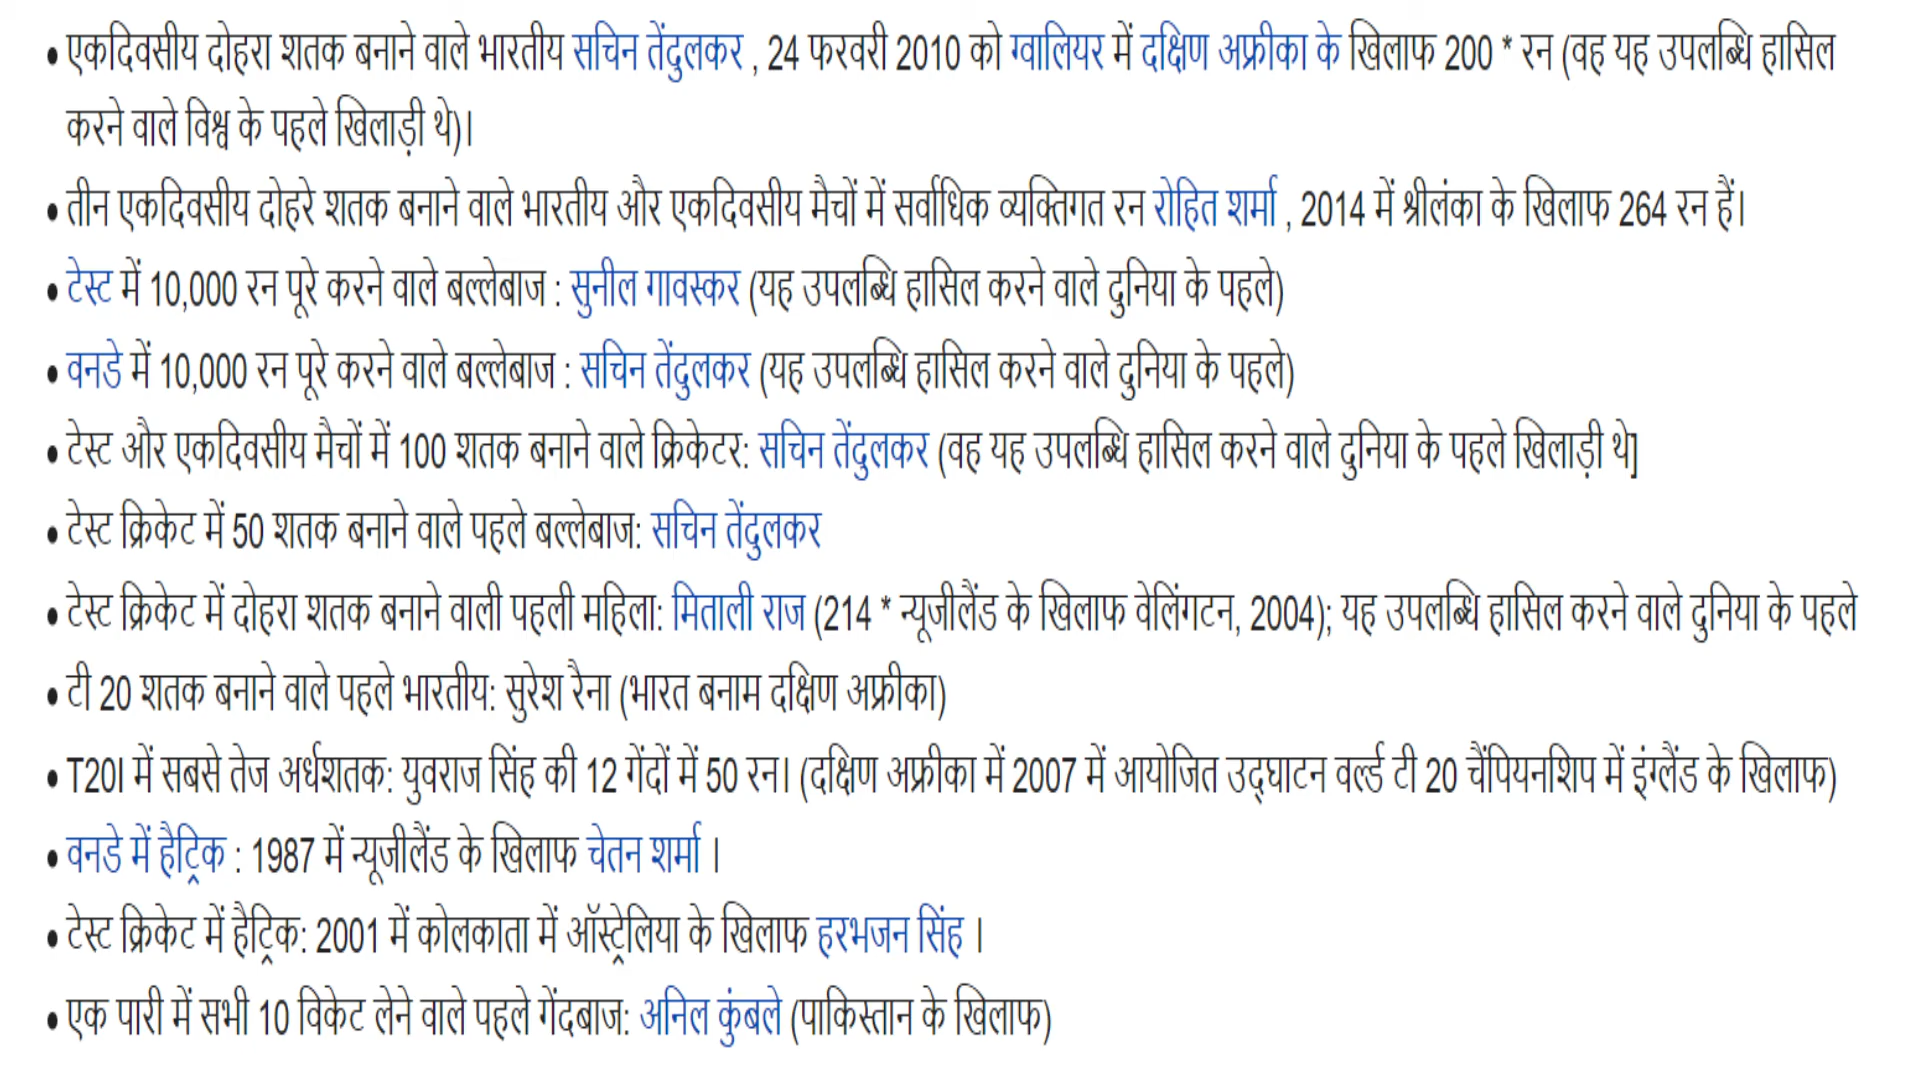 • एकदिवसीय दोहरा शतक बनाने वाले भारतीय सचिन तेंदुलकर , 24 फरवरी 2010 को ग्वालियर में दक्षिण अफ्रीका के खिलाफ 200 * रन (वह यह उपलब्धि हासिल
करने वाले विश्व के पहले खिलाड़ी थे)।
• तीन एकदिवसीय दोहरे शतक बनाने वाले भारतीय और एकदिवसीय मैचों में सर्वाधिक व्यक्तिगत रन रोहित शर्मा , 2014 में श्रीलंका के खिलाफ 264 रन हैं।
• टेस्ट में 10,000 रन पूरे करने वाले बल्लेबाज : सुनील गावस्कर (यह उपलब्धि हासिल करने वाले दुनिया के पहले)
• वनडे में 10,000 रन पूरे करने वाले बल्लेबाज : सचिन तेंदुलकर (यह उपलब्धि हासिल करने वाले दुनिया के पहले)
• टेस्ट और एकदिवसीय मैचों में 100 शतक बनाने वाले क्रिकेटर: सचिन तेंदुलकर (वह यह उपलब्धि हासिल करने वाले दुनिया के पहले खिलाड़ी थे]
• टेस्ट क्रिकेट में 50 शतक बनाने वाले पहले बल्लेबाज: सचिन तेंदुलकर
• टेस्ट क्रिकेट में दोहरा शतक बनाने वाली पहली महिला: मिताली राज (214 * न्यूजीलैंड के खिलाफ वेलिंगटन, 2004); यह उपलब्धि हासिल करने वाले दुनिया के पहले
• टी 20 शतक बनाने वाले पहले भारतीय: सुरेश रैना (भारत बनाम दक्षिण अफ्रीका)
• T20I में सबसे तेज अर्धशतक: युवराज सिंह की 12 गेंदों में 50 रन। (दक्षिण अफ्रीका में 2007 में आयोजित उद्घाटन वर्ल्ड टी 20 चैंपियनशिप में इंग्लैंड के खिलाफ)
• वनडे में हैट्रिक : 1987 में न्यूजीलैंड के खिलाफ चेतन शर्मा ।
• टेस्ट क्रिकेट में हैट्रिक: 2001 में कोलकाता में ऑस्ट्रेलिया के खिलाफ हरभजन सिंह ।
• एक पारी में सभी 10 विकेट लेने वाले पहले गेंदबाज: अनिल कुंबले (पाकिस्तान के खिलाफ)